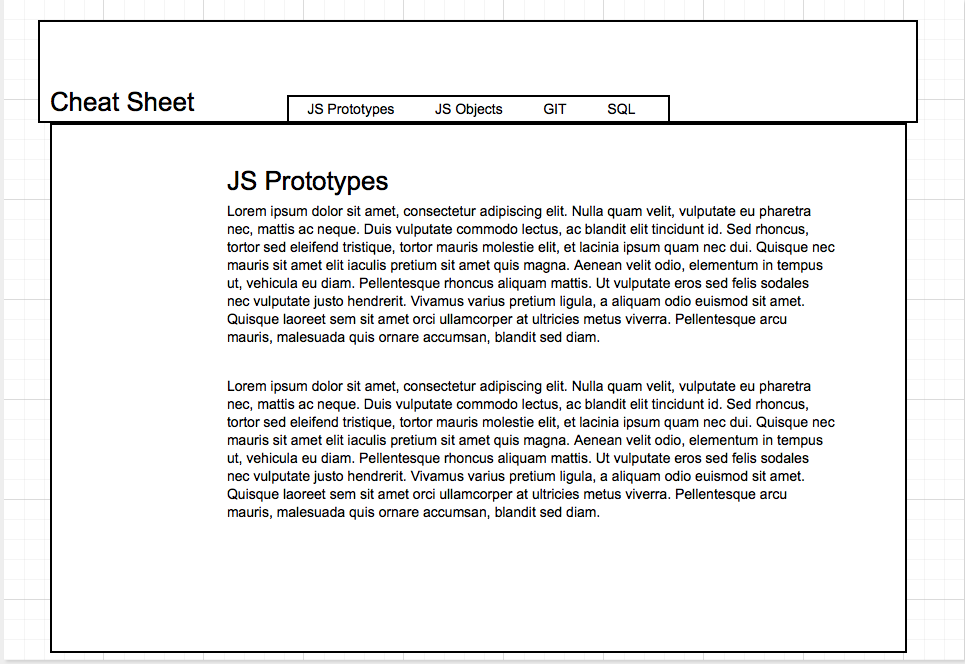 Cheat Sheet
JS Prototypes JS Objects GIT SQL
JS Prototypes
Lorem ipsum dolor sit amet, consectetur adipiscing elit. Nulla quam velit, vulputate eu pharetra
nec, mattis ac neque. Duis vulputate commodo lectus, ac blandit elit tincidunt id. Sed rhoncus,
tortor sed eleifend tristique, tortor mauris molestie elit, et lacinia ipsum quam nec dui. Quisque nec
mauris sit amet elit iaculis pretium sit amet quis magna. Aenean velit odio, elementum in tempus
ut, vehicula eu diam. Pellentesque rhoncus aliquam mattis. Ut vulputate eros sed felis sodales
nec vulputate justo hendrerit. Vivamus varius pretium ligula, a aliquam odio euismod sit amet.
Quisque laoreet sem sit amet orci ullamcorper at ultricies metus viverra. Pellentesque arcu
mauris, malesuada quis ornare accumsan, blandit sed diam.
Lorem ipsum dolor sit amet, consectetur adipiscing elit. Nulla quam velit, vulputate eu pharetra
nec, mattis ac neque. Duis vulputate commodo lectus, ac blandit elit tincidunt id. Sed rhoncus,
tortor sed eleifend tristique, tortor mauris molestie elit, et lacinia ipsum quam nec dui. Quisque nec
mauris sit amet elit iaculis pretium sit amet quis magna. Aenean velit odio, elementum in tempus
ut, vehicula eu diam. Pellentesque rhoncus aliquam mattis. Ut vulputate eros sed felis sodales
nec vulputate justo hendrerit. Vivamus varius pretium ligula, a aliquam odio euismod sit amet.
Quisque laoreet sem sit amet orci ullamcorper at ultricies metus viverra. Pellentesque arcu
mauris, malesuada quis ornare accumsan, blandit sed diam.